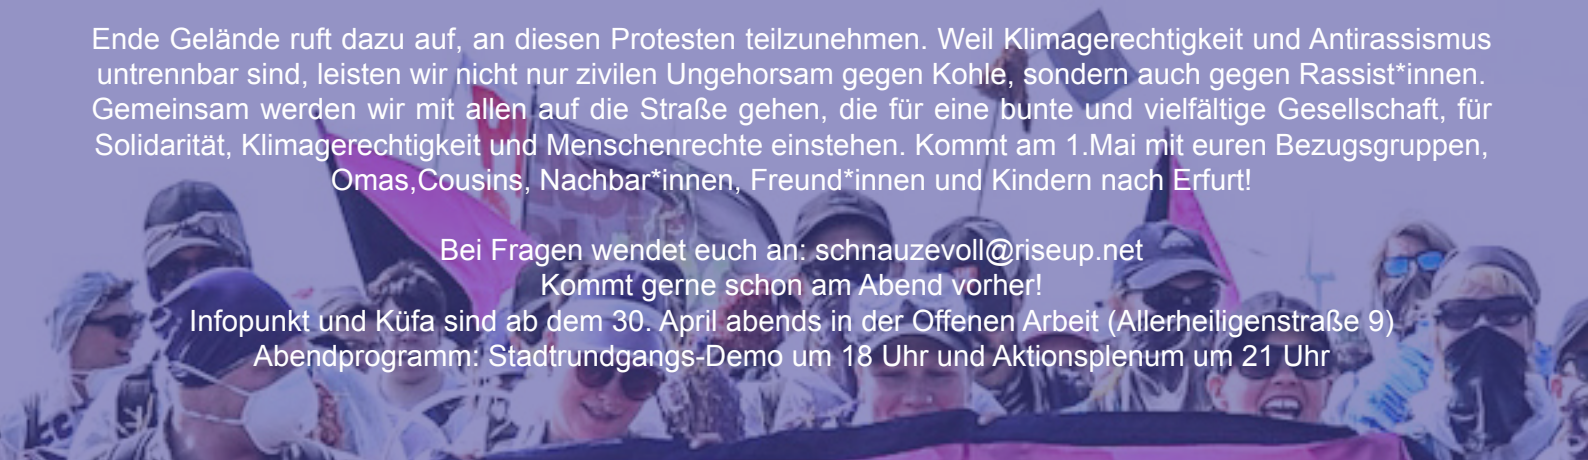 Ende Gelände ruft dazu auf, an diesen Protesten teilzunehmen. Weil Klimagerechtigkeit und Antirassismus
untrennbar sind, leisten wir nicht nur zivilen Ungehorsam gegen Kohle, sondern auch gegen Rassist*innen.
Gemeinsam werden wir mit allen auf die Straße gehen, die für eine bunte und vielfältige Gesellschaft, für
Solidarität, Klimagerechtigkeit und Menschenrechte einstehen. Kommt am 1.Mai mit euren Bezugsgruppen,
Omas,Cousins, Nachbar*innen, Freund*innen und Kindern nach Erfurt!
Bei Fragen wendet euch an: schnauzevoll@riseup.net
Kommt gerne schon am Abend vorher!
Infopunkt und Küfa sind ab dem 30. April abends in der Offenen Arbeit (Allerheiligenstraße 9)
Abendprogramm: Stadtrundgangs-Demo um 18 Uhr und Aktionsplenum um 21 Uhr